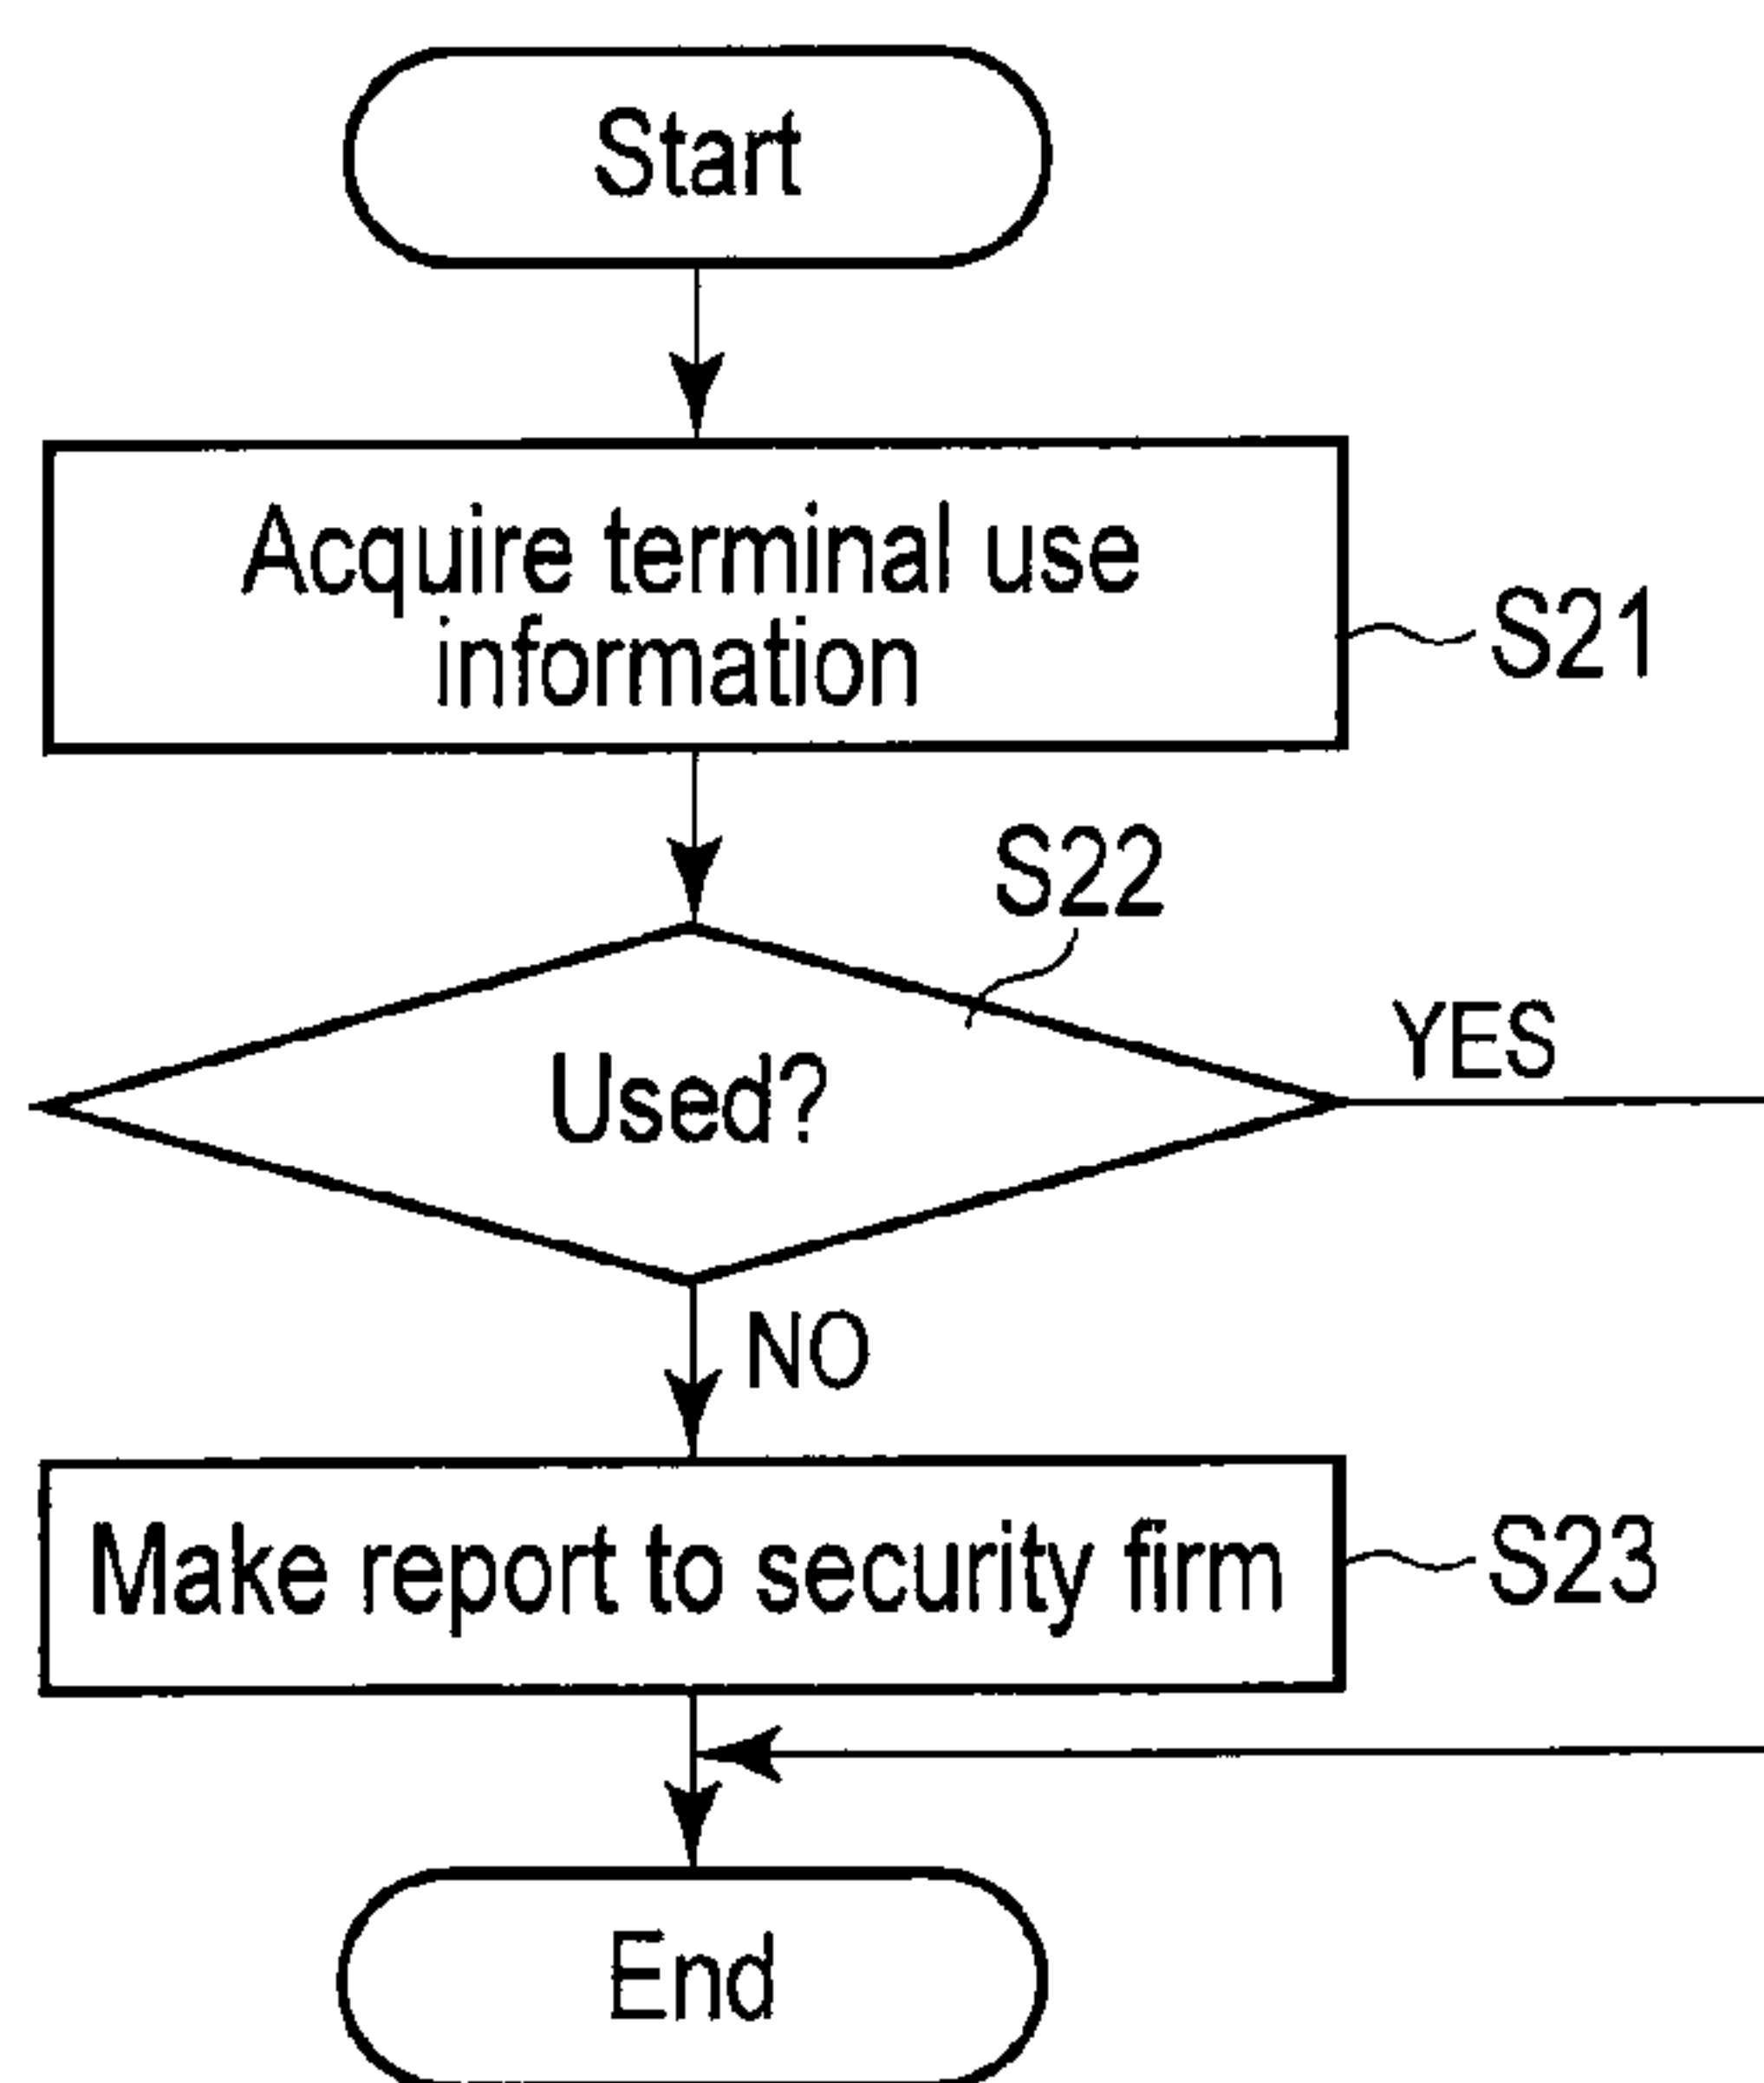 Start
Acquire terminal use
information
S21
S22
Used?
YES
NO
Make report to security firm
S23
End